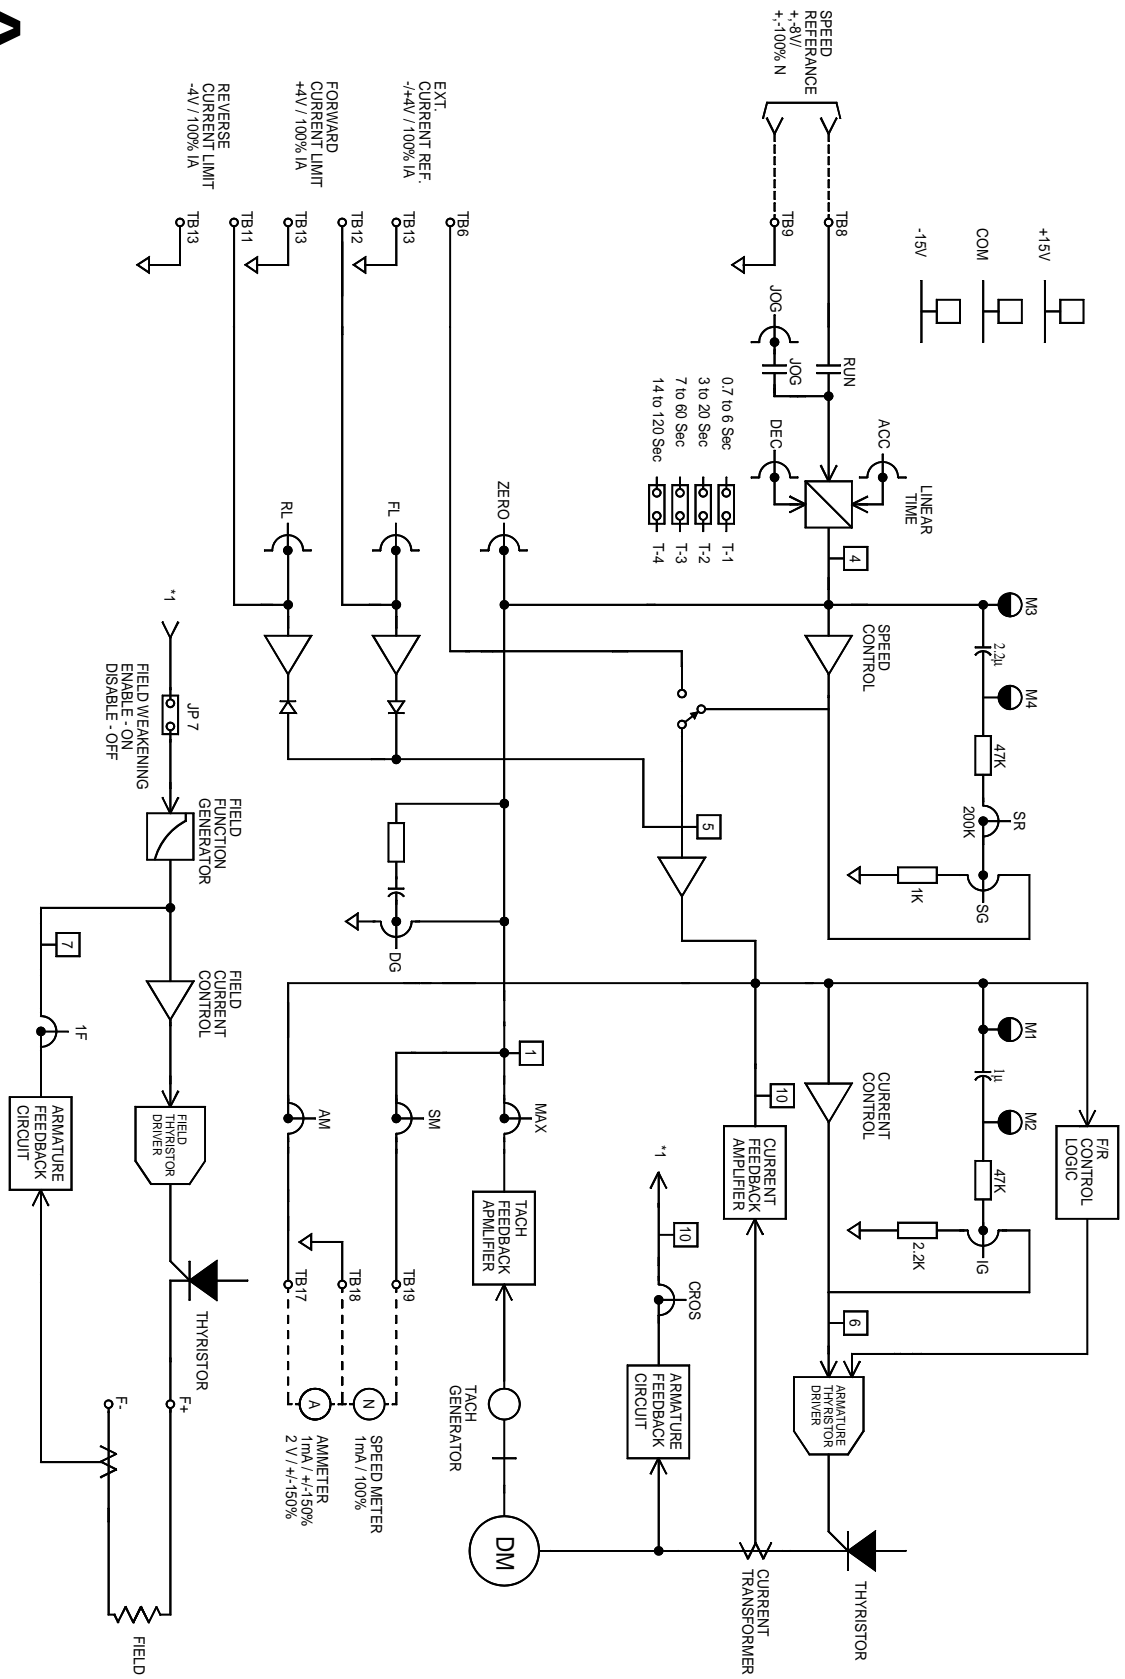 SPEED
REFERANCE
+,-8V/
+,-100% N
TB8
TB9
+15V
COM
-15V
RUN
JOG
JOG
ACC
DEC
LINEAR
TIME
0.7 to 6 Sec
3 to 20 Sec
7 to 60 Sec
14 to 120 Sec
T-1
T-2
T-3
T-4
4
M3
2.2µ
M4
47K
SR
200K
SG
1K
SPEED
CONTROL
EXT.
CURRENT REF.
-/+4V / 100% IA
FORWARD
CURRENT LIMIT
+4V / 100% IA
REVERSE
CURRENT LIMIT
-4V / 100% IA
TB6
TB13
TB12
TB13
TB11
TB13
ZERO
FL
RL
5
DG
F/R
CONTROL
LOGIC
M1
1µ
M2
47K
IG
2.2K
CURRENT
CONTROL
6
ARMATURE
THYRISTOR
DRIVER
THYRISTOR
10
CURRENT
FEEDBACK
AMPLIFIER
CURRENT
TRANSFORMER
*1
10
CROS
ARMATURE
FEEDBACK
CIRCUIT
1
MAX
TACH
FEEDBACK
APMLIFIER
TACH
GENERATOR
DM
SM
AM
TB19
TB18
TB17
N
A
SPEED METER
1mA / 100%
AMMETER
1mA / +/-150%
2 V / +/-150%
*1
JP 7
FIELD WEAKENING
ENABLE - ON
DISABLE - OFF
FIELD
FUNCTION
GENERATOR
FIELD
CURRENT
CONTROL
FIELD
THYRISTOR
DRIVER
THYRISTOR
7
1F
ARMATURE
FEEDBACK
CIRCUIT
F+
F-
FIELD